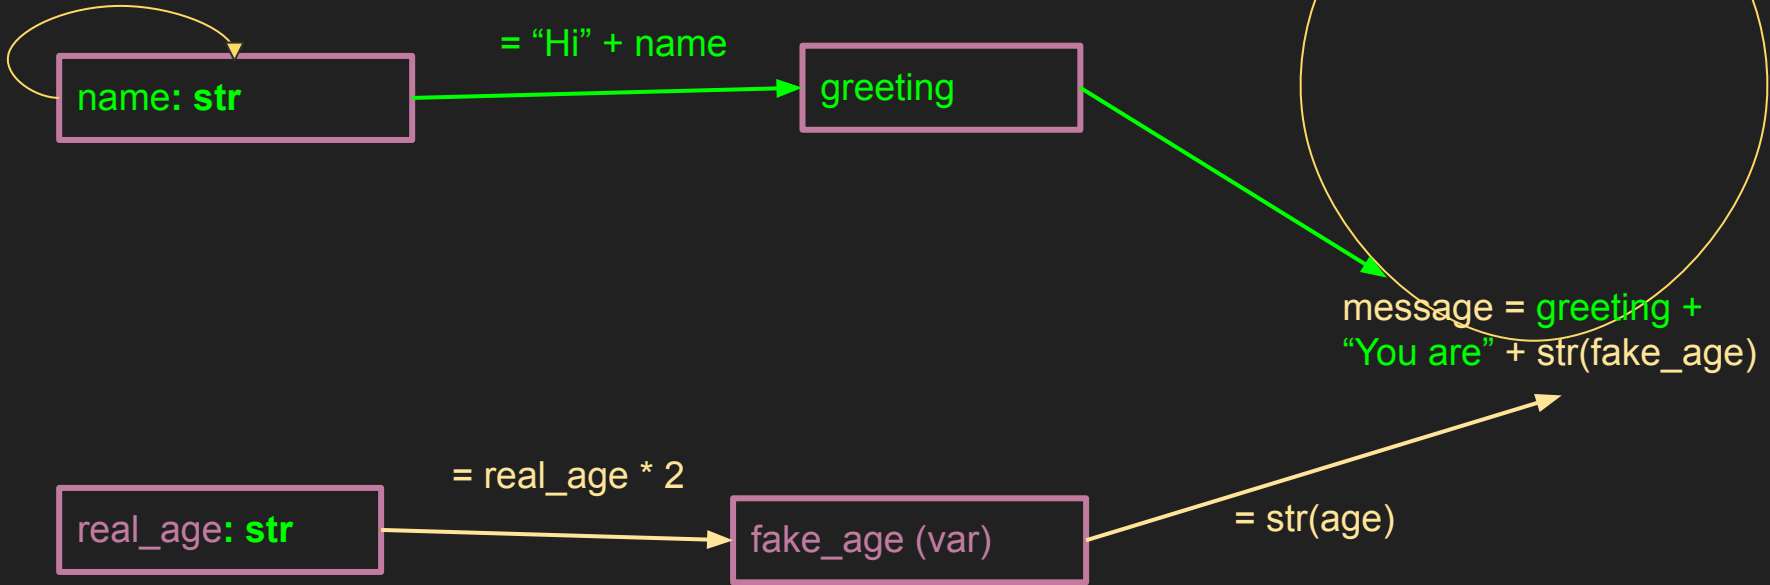 = “Hi” + name
name: str
greeting
message = greeting +
“You are” + str(fake_age)
= real_age * 2
real_age: str
fake_age (var)
= str(age)